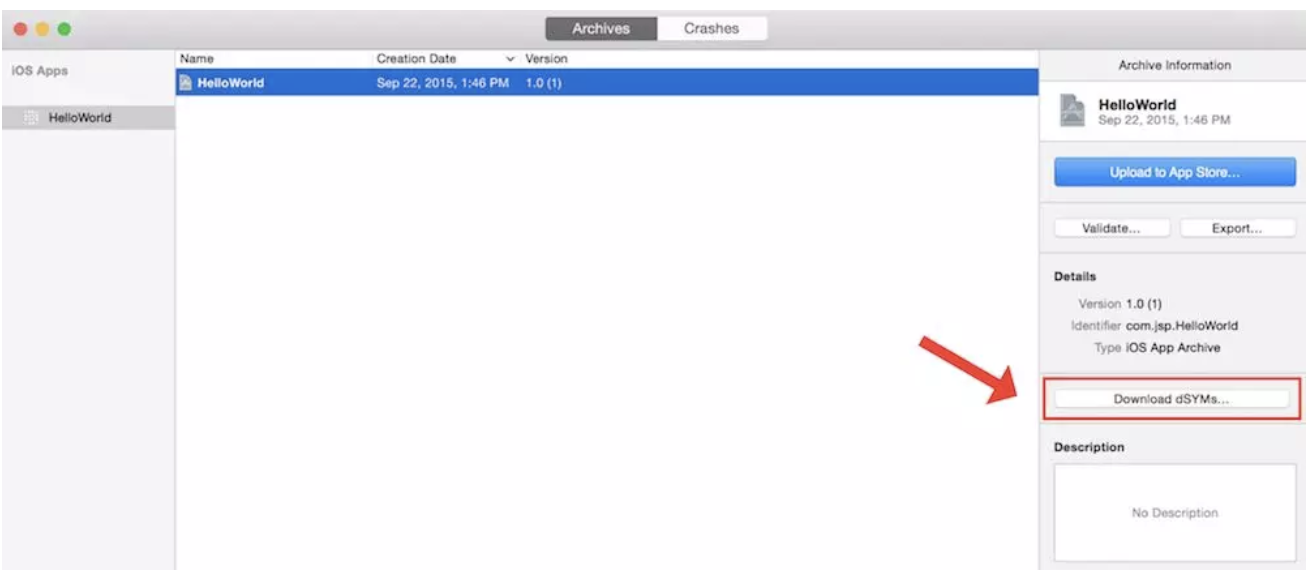 Archives Crashes
iOS Apps
HelloWorld
Name Creation Date Version
HelloWorld Sep 22, 2015, 1:46 PM 1.0 (1)
Archive Information
HelloWorld
Sep 22, 2015, 1:46 PM
Upload to App Store...
Validate... Export...
Details
Version 1.0 (1)
Identifier com.jsp.HelloWorld
Type iOS App Archive
Download dSYMs...
Description
No Description